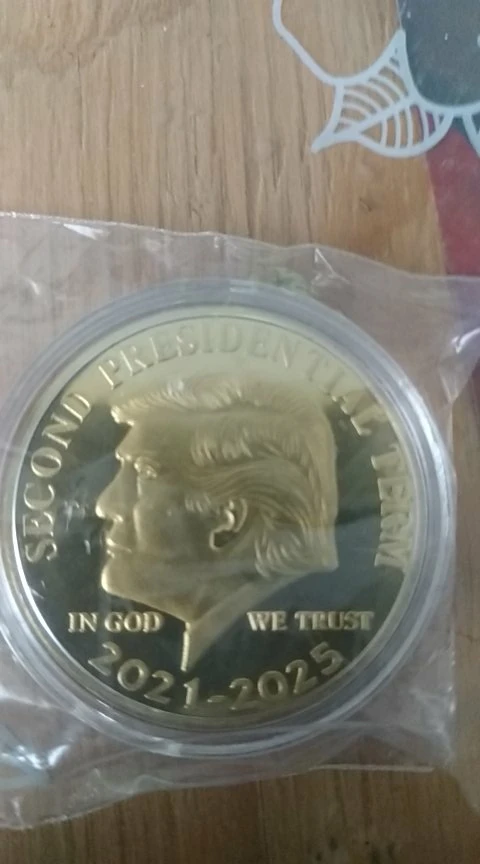 SECOND PRESIDENTIAL TERM
IN GOD WE TRUST
2021-2025